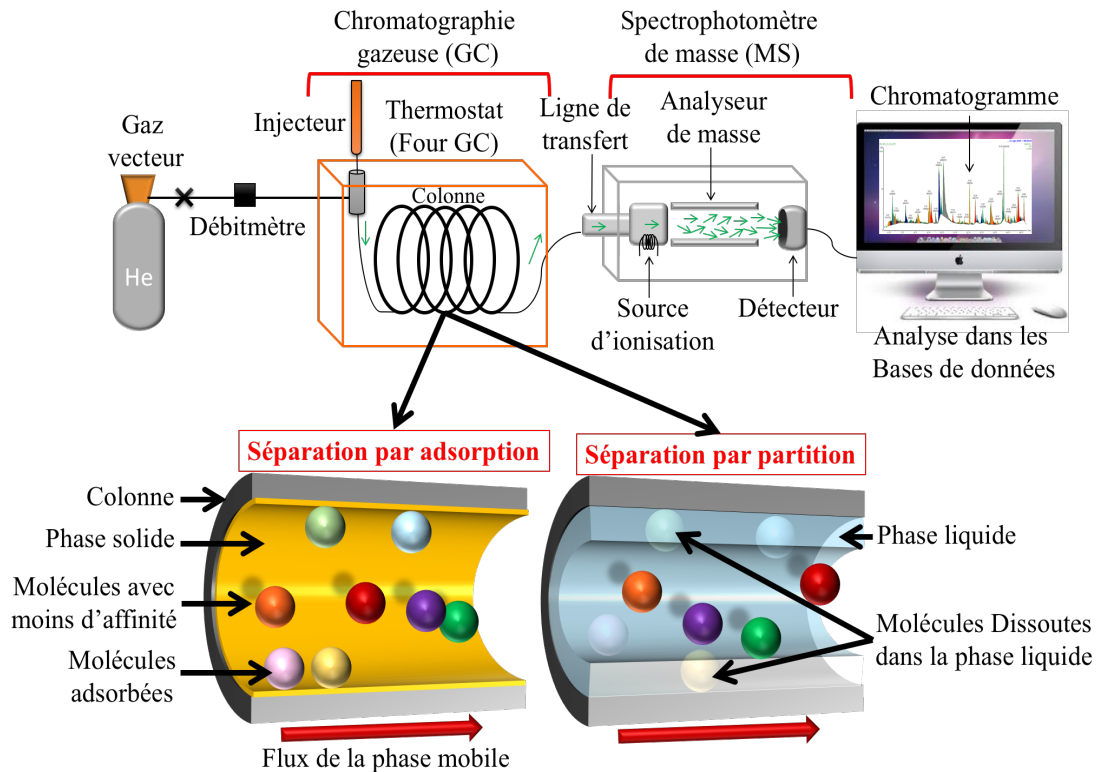 Chromatographie
gazeuse (GC)
Spectrophotomètre
de masse (MS)
Gaz
vecteur
Injecteur
Thermostat
(Four GC)
Ligne de
transfert
Analyseur
de masse
Chromatogramme
Colonne
Débitmètre
He
Source
d’ionisation
Détecteur
Analyse dans les
Bases de données
Séparation par adsorption
Séparation par partition
Colonne
Phase solide
Molécules avec
moins d’affinité
Molécules
adsorbées
Phase liquide
Molécules Dissoutes
dans la phase liquide
Flux de la phase mobile